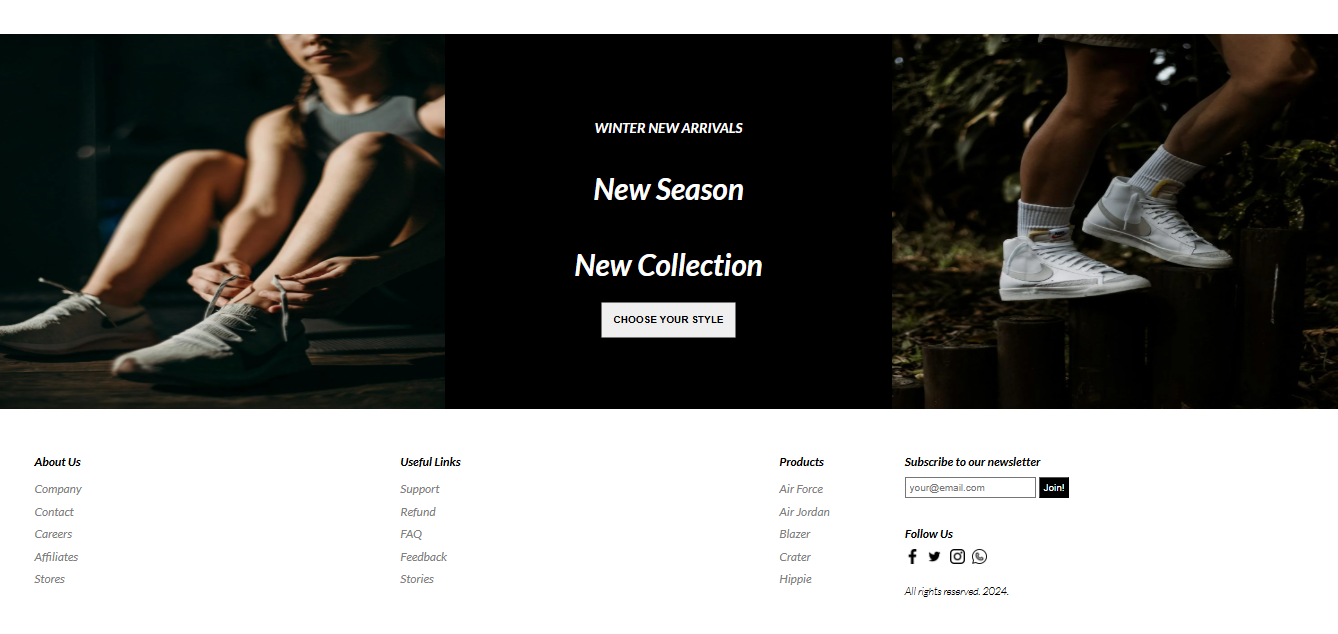 WINTER NEW ARRIVALS
New Season
New Collection
CHOOSE YOUR STYLE
About Us
Company
Contact
Careers
Affiliates
Stores
Useful Links
Support
Refund
FAQ
Feedback
Stories
Products
Air Force
Air Jordan
Blazer
Crater
Hippie
Subscribe to our newsletter
your@email.com
Join!
Follow Us
All rights reserved. 2024.